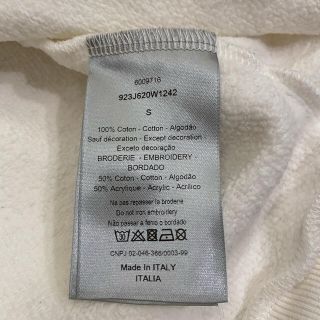 6009716
923J620W1242
S
100% Coton - Cotton - Algodão
Sauf décoration - Except decoration
Exceto decoração
BRODERIE - EMBROIDERY -
BORDADO
50% Coton - Cotton - Algodão
50% Acrylique - Acrylic - Acrílico
Ne pas repasser la broderie
Do not iron embroidery
Não passar a ferro o bordado
CNPJ 02-046-366/0003-99
Made in ITALY
ITALIA